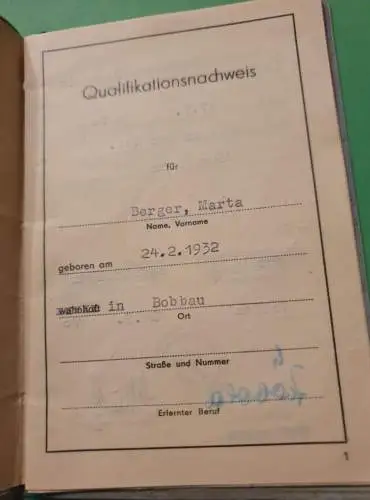 Qualifikationsnachweis
für
Berger, Marta
Name, Vorname
geboren am 24.2.1932
in Bobbau
Ort
Straße und Nummer
Erlernter Beruf
1